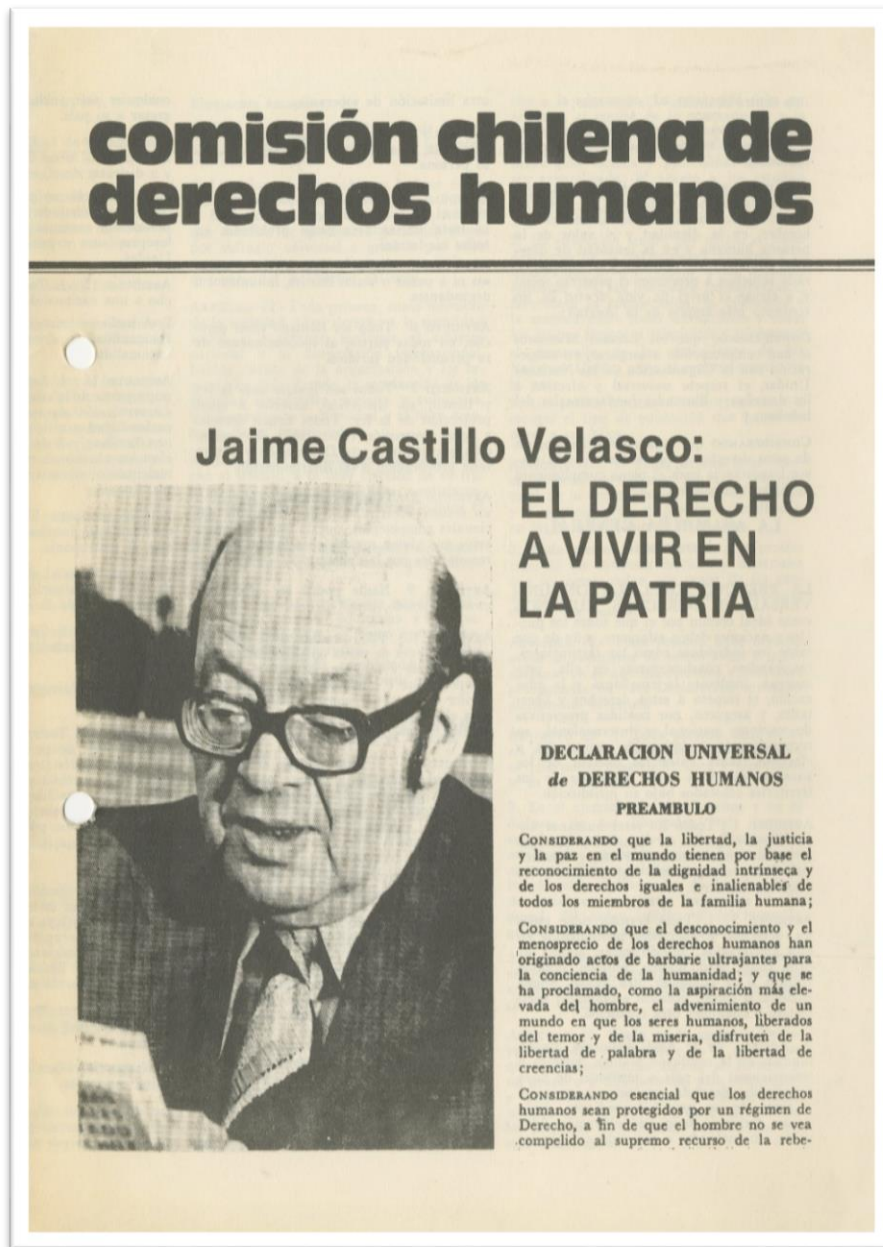 comisión chilena de
derechos humanos
Jaime Castillo Velasco:
EL DERECHO
A VIVIR EN
LA PATRIA
DECLARACION UNIVERSAL
de DERECHOS HUMANOS
PREAMBULO
CONSIDERANDO que la libertad, la justicia
y la paz en el mundo tienen por base el
reconocimiento de la dignidad intrínseca y
de los derechos iguales e inalienables de
todos los miembros de la familia humana;
CONSIDERANDO que el desconocimiento y el
menosprecio de los derechos humanos han
originado actos de barbarie ultrajantes para
la conciencia de la humanidad; y que se
ha proclamado, como la aspiración más ele-
vada del hombre, el advenimiento de un
mundo en que los seres humanos, liberados
del temor y de la miseria, disfruten de la
libertad de palabra y de la libertad de
creencias;
CONSIDERANDO esencial que los derechos
humanos sean protegidos por un régimen de
Derecho, a fin de que el hombre no se vea
compelido al supremo recurso de la rebe-